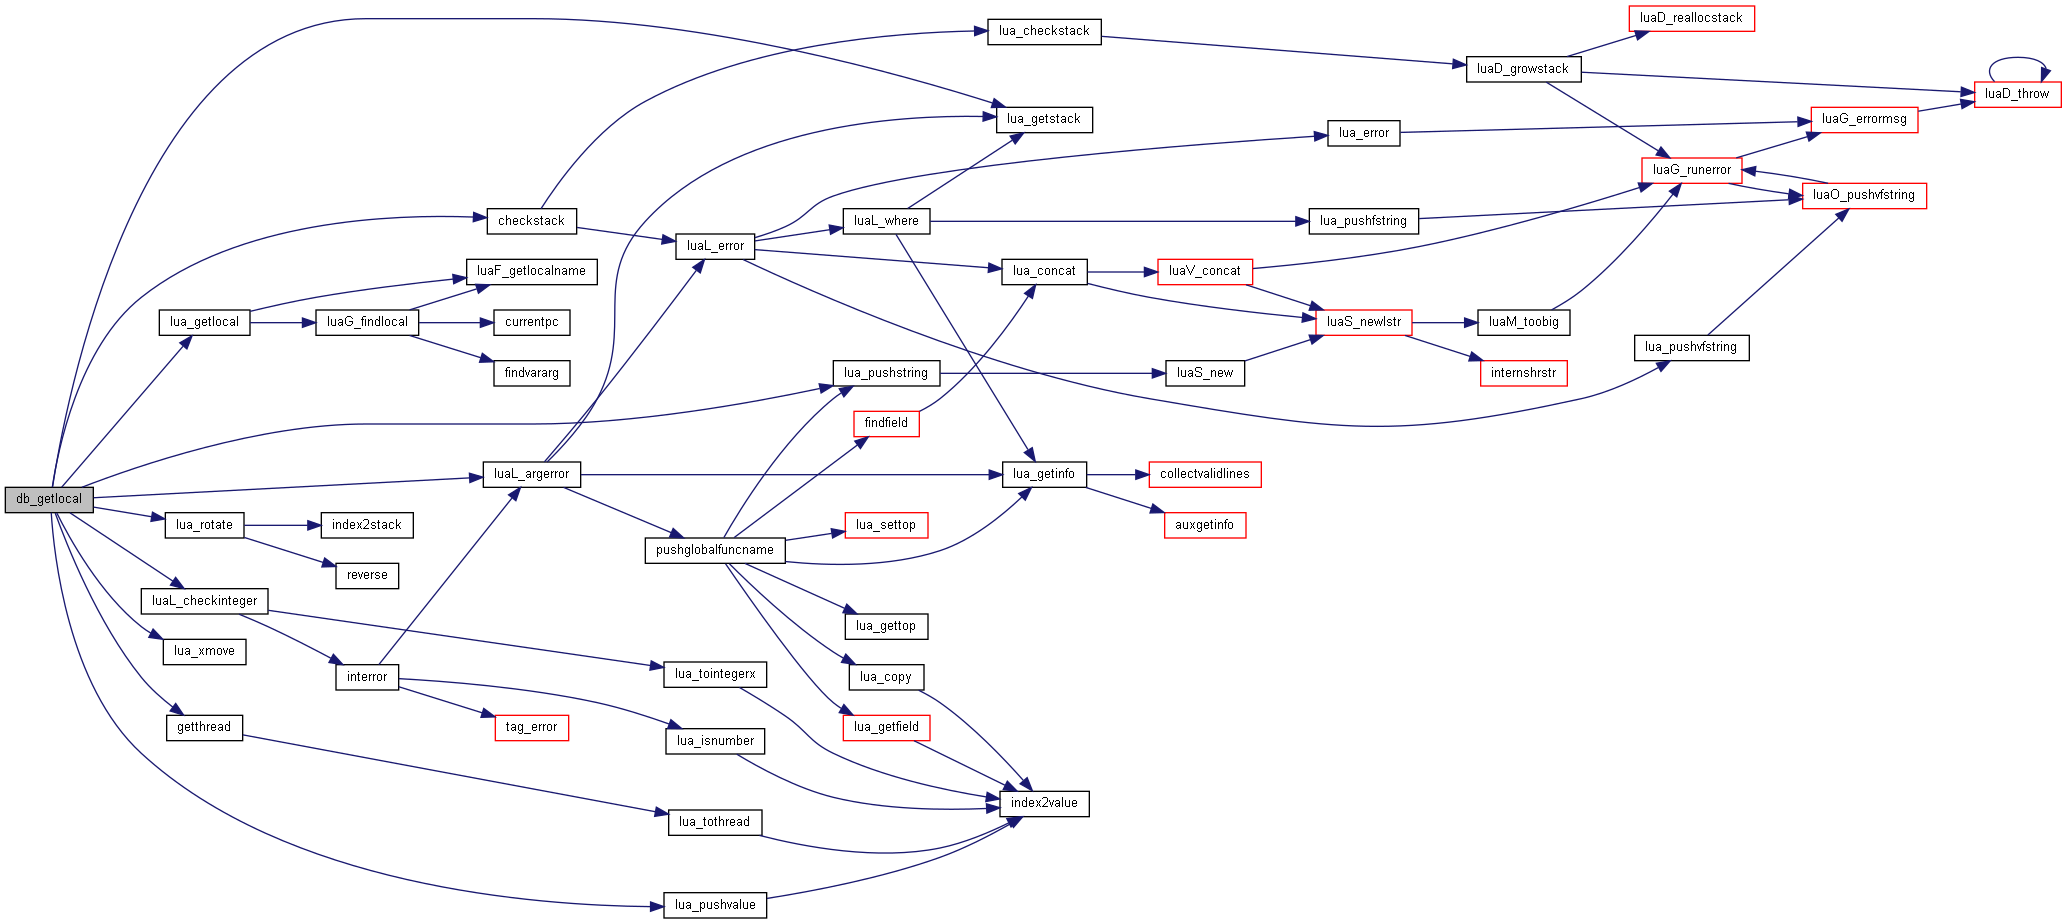 luaD_reallocstack
lua_checkstack
luaD_growstack
luaD_throw
lua_getstack
luaG_errormsg
lua_error
luaG_runerror
luaO_pushvfstring
checkstack
luaL_where
lua_pushfstring
luaL_error
luaF_getlocalname
lua_concat
luaV_concat
lua_getlocal
luaG_findlocal
currentpc
luaS_newlstr
luaM_toobig
lua_pushvfstring
findvararg
lua_pushstring
luaS_new
internshrstr
findfield
luaL_argerror
lua_getinfo
collectvalidlines
db_getlocal
lua_rotate
index2stack
lua_settop
auxgetinfo
pushglobalfuncname
reverse
luaL_checkinteger
lua_gettop
lua_xmove
interror
lua_tointegerx
lua_copy
getthread
tag_error
lua_isnumber
lua_getfield
index2value
lua_tothread
lua_pushvalue